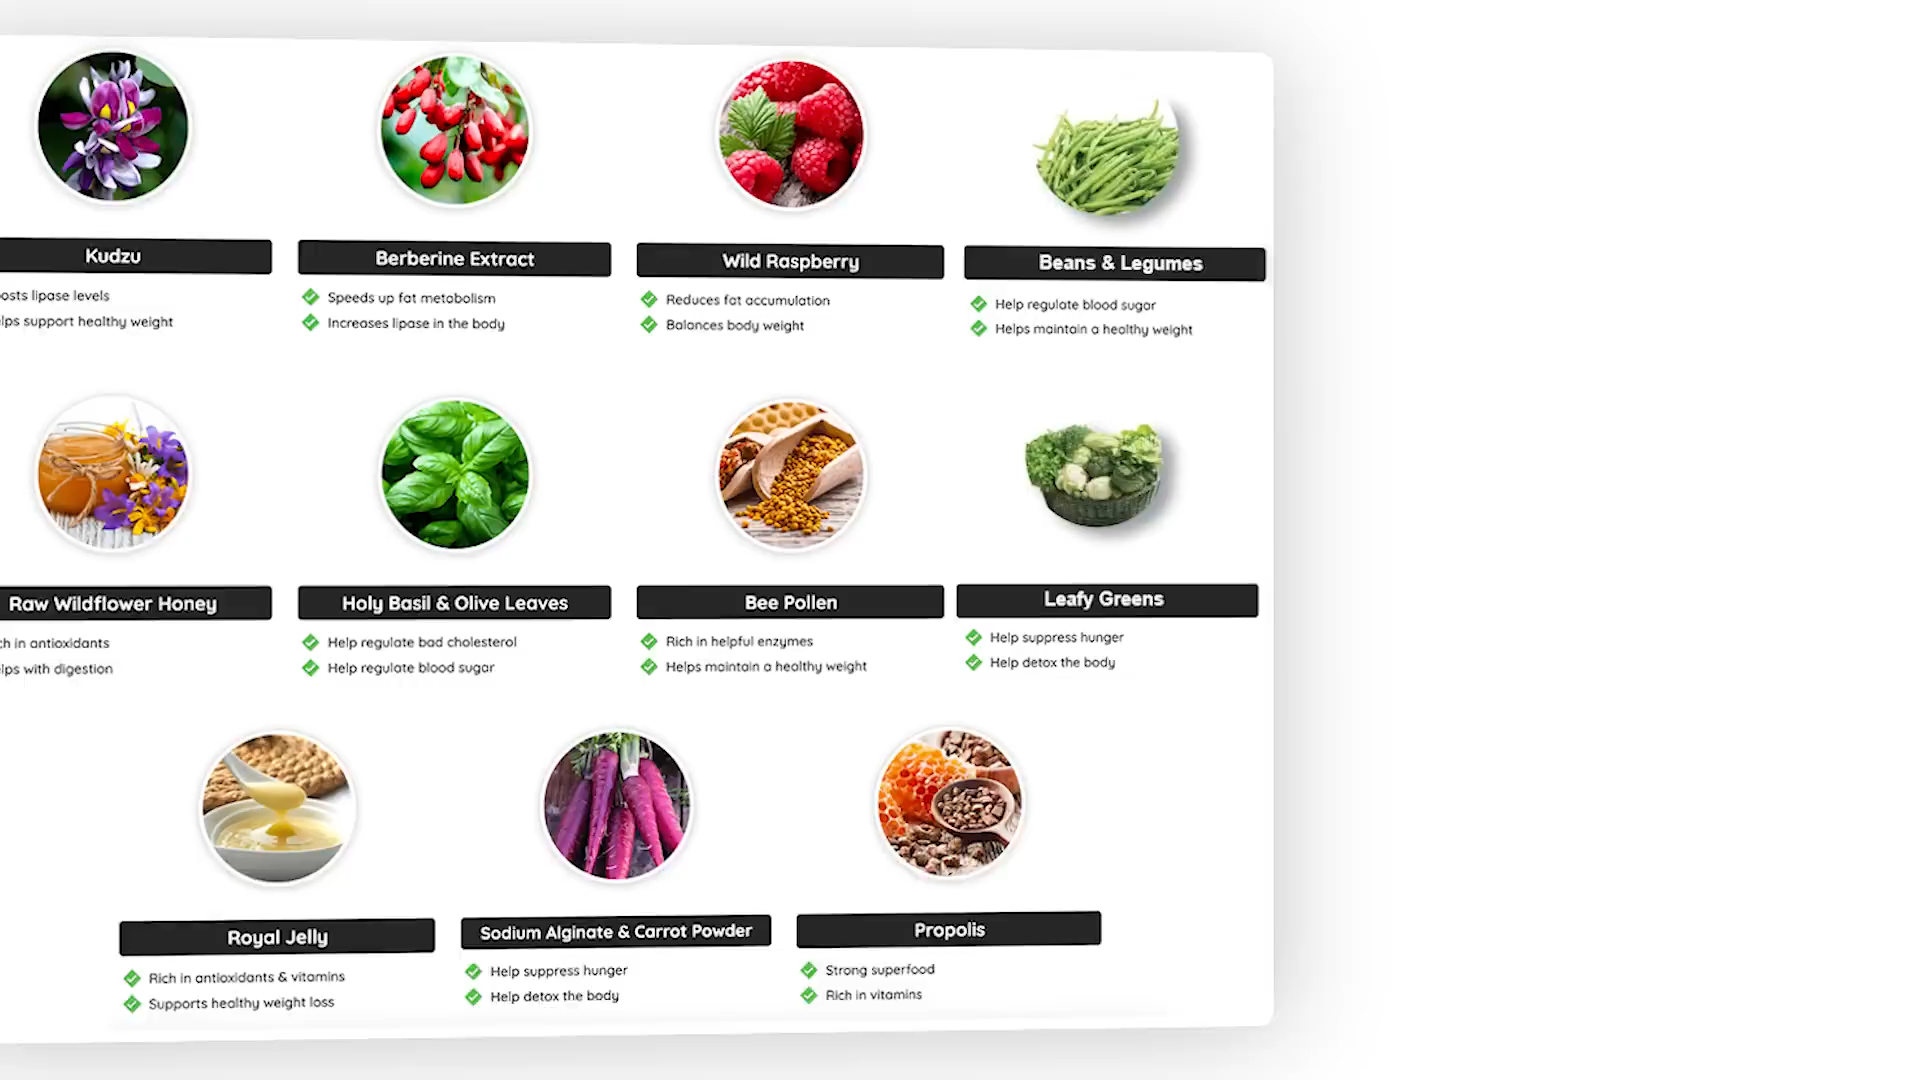 Kudzu
Berberine Extract
Wild Raspberry
Beans & Legumes
osts lipase levels
lps support healthy weight
Speeds up fat metabolism
Increases lipase in the body
Reduces fat accumulation
Balances body weight
Help regulate blood sugar
Helps maintain a healthy weight
Raw Wildflower Honey
Holy Basil & Olive Leaves
Bee Pollen
Leafy Greens
ch in antioxidants
lps with digestion
Help regulate bad cholesterol
Help regulate blood sugar
Rich in helpful enzymes
Helps maintain a healthy weight
Help suppress hunger
Help detox the body
Royal Jelly
Sodium Alginate & Carrot Powder
Propolis
Rich in antioxidants & vitamins
Supports healthy weight loss
Help suppress hunger
Help detox the body
Strong superfood
Rich in vitamins